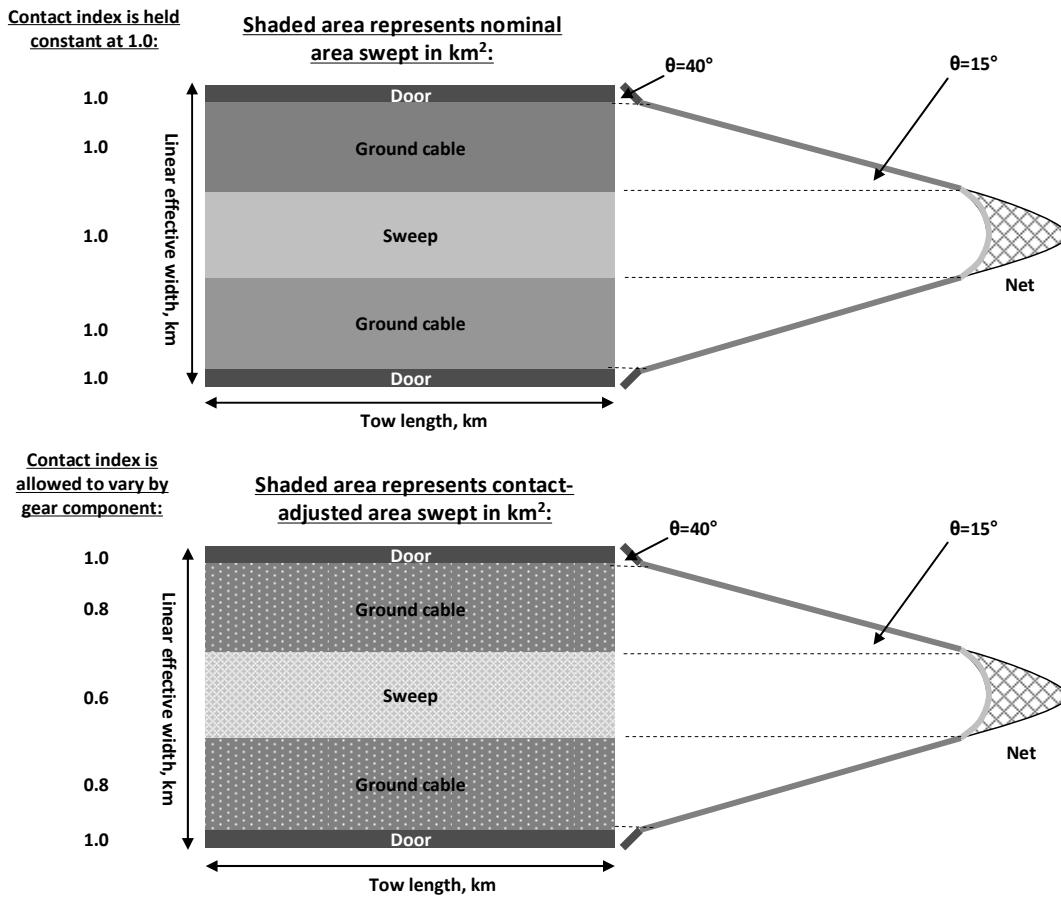 Contact index is held
constant at 1.0:
Shaded area represents nominal
area swept in km²:
θ=40°
θ=15°
1.0
1.0
1.0
1.0
1.0
Linear effective width, km
Door
Ground cable
Sweep
Ground cable
Door
Net
Tow length, km
Contact index is
allowed to vary by
gear component:
Shaded area represents contact-
adjusted area swept in km²:
θ=40°
θ=15°
1.0
0.8
0.6
0.8
1.0
Linear effective width, km
Door
Ground cable
Sweep
Ground cable
Door
Net
Tow length, km